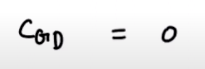 C_GD = 0